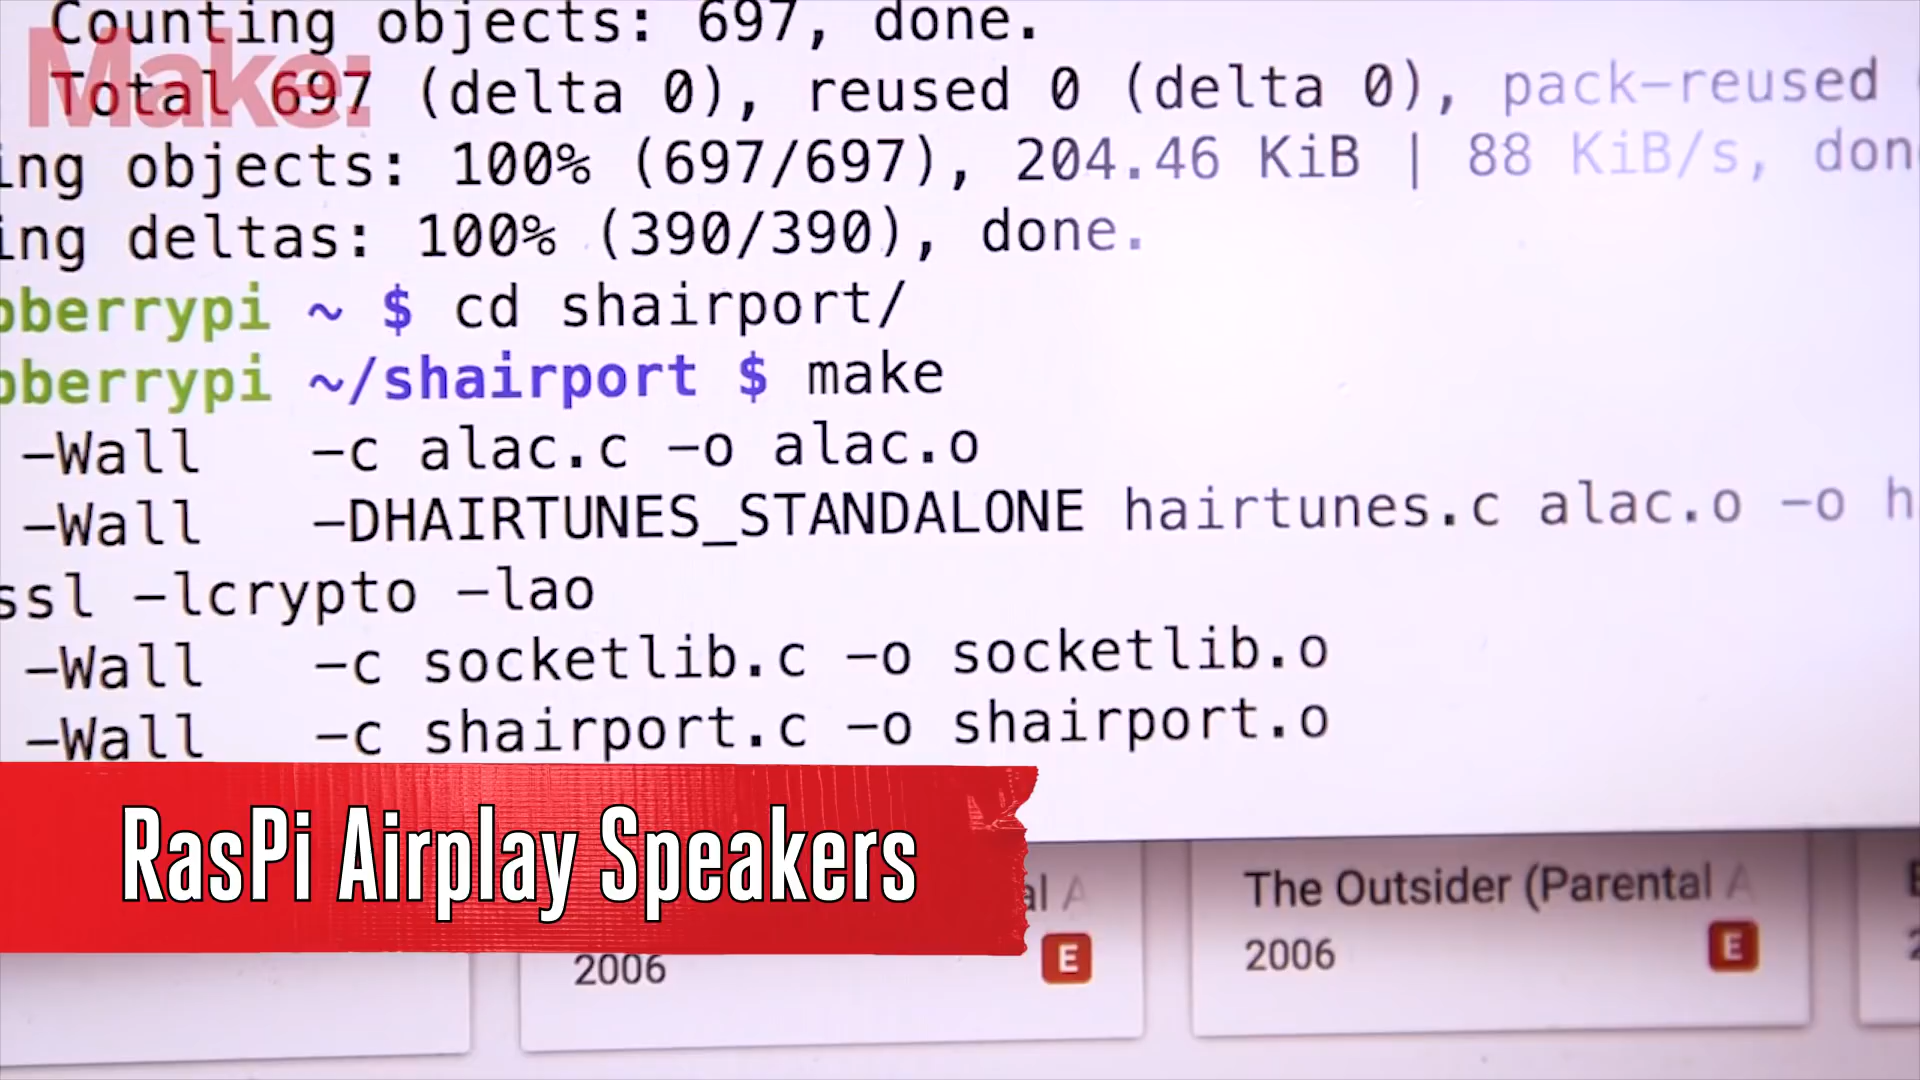 Make:
Counting objects: 697, done.
Total 697 (delta 0), reused 0 (delta 0), pack-reused
ing objects: 100% (697/697), 204.46 KiB | 88 KiB/s, don
ing deltas: 100% (390/390), done.
berrypi ~ $ cd shairport/
berrypi ~/shairport $ make
-Wall -c alac.c -o alac.o
-Wall -DHAIRTUNES_STANDALONE hairtunes.c alac.o -o h
ssl -lcrypto -lao
-Wall -c socketlib.c -o socketlib.o
-Wall -c shairport.c -o shairport.o
RasPi Airplay Speakers
al A
2006
E
The Outsider (Parental A
2006
E